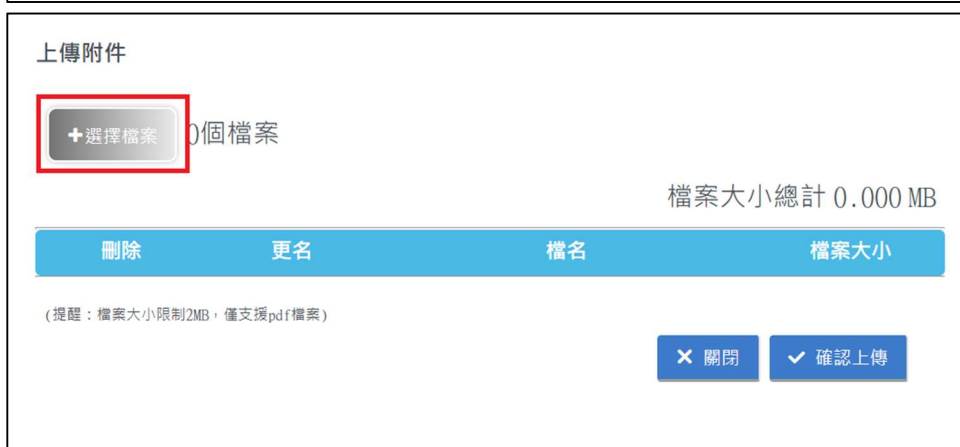 上傳附件
+選擇檔案 0個檔案
檔案大小總計 0.000 MB
刪除 更名 檔名 檔案大小
(提醒：檔案大小限制2MB，僅支援pdf檔案)
× 關閉 ✓ 確認上傳